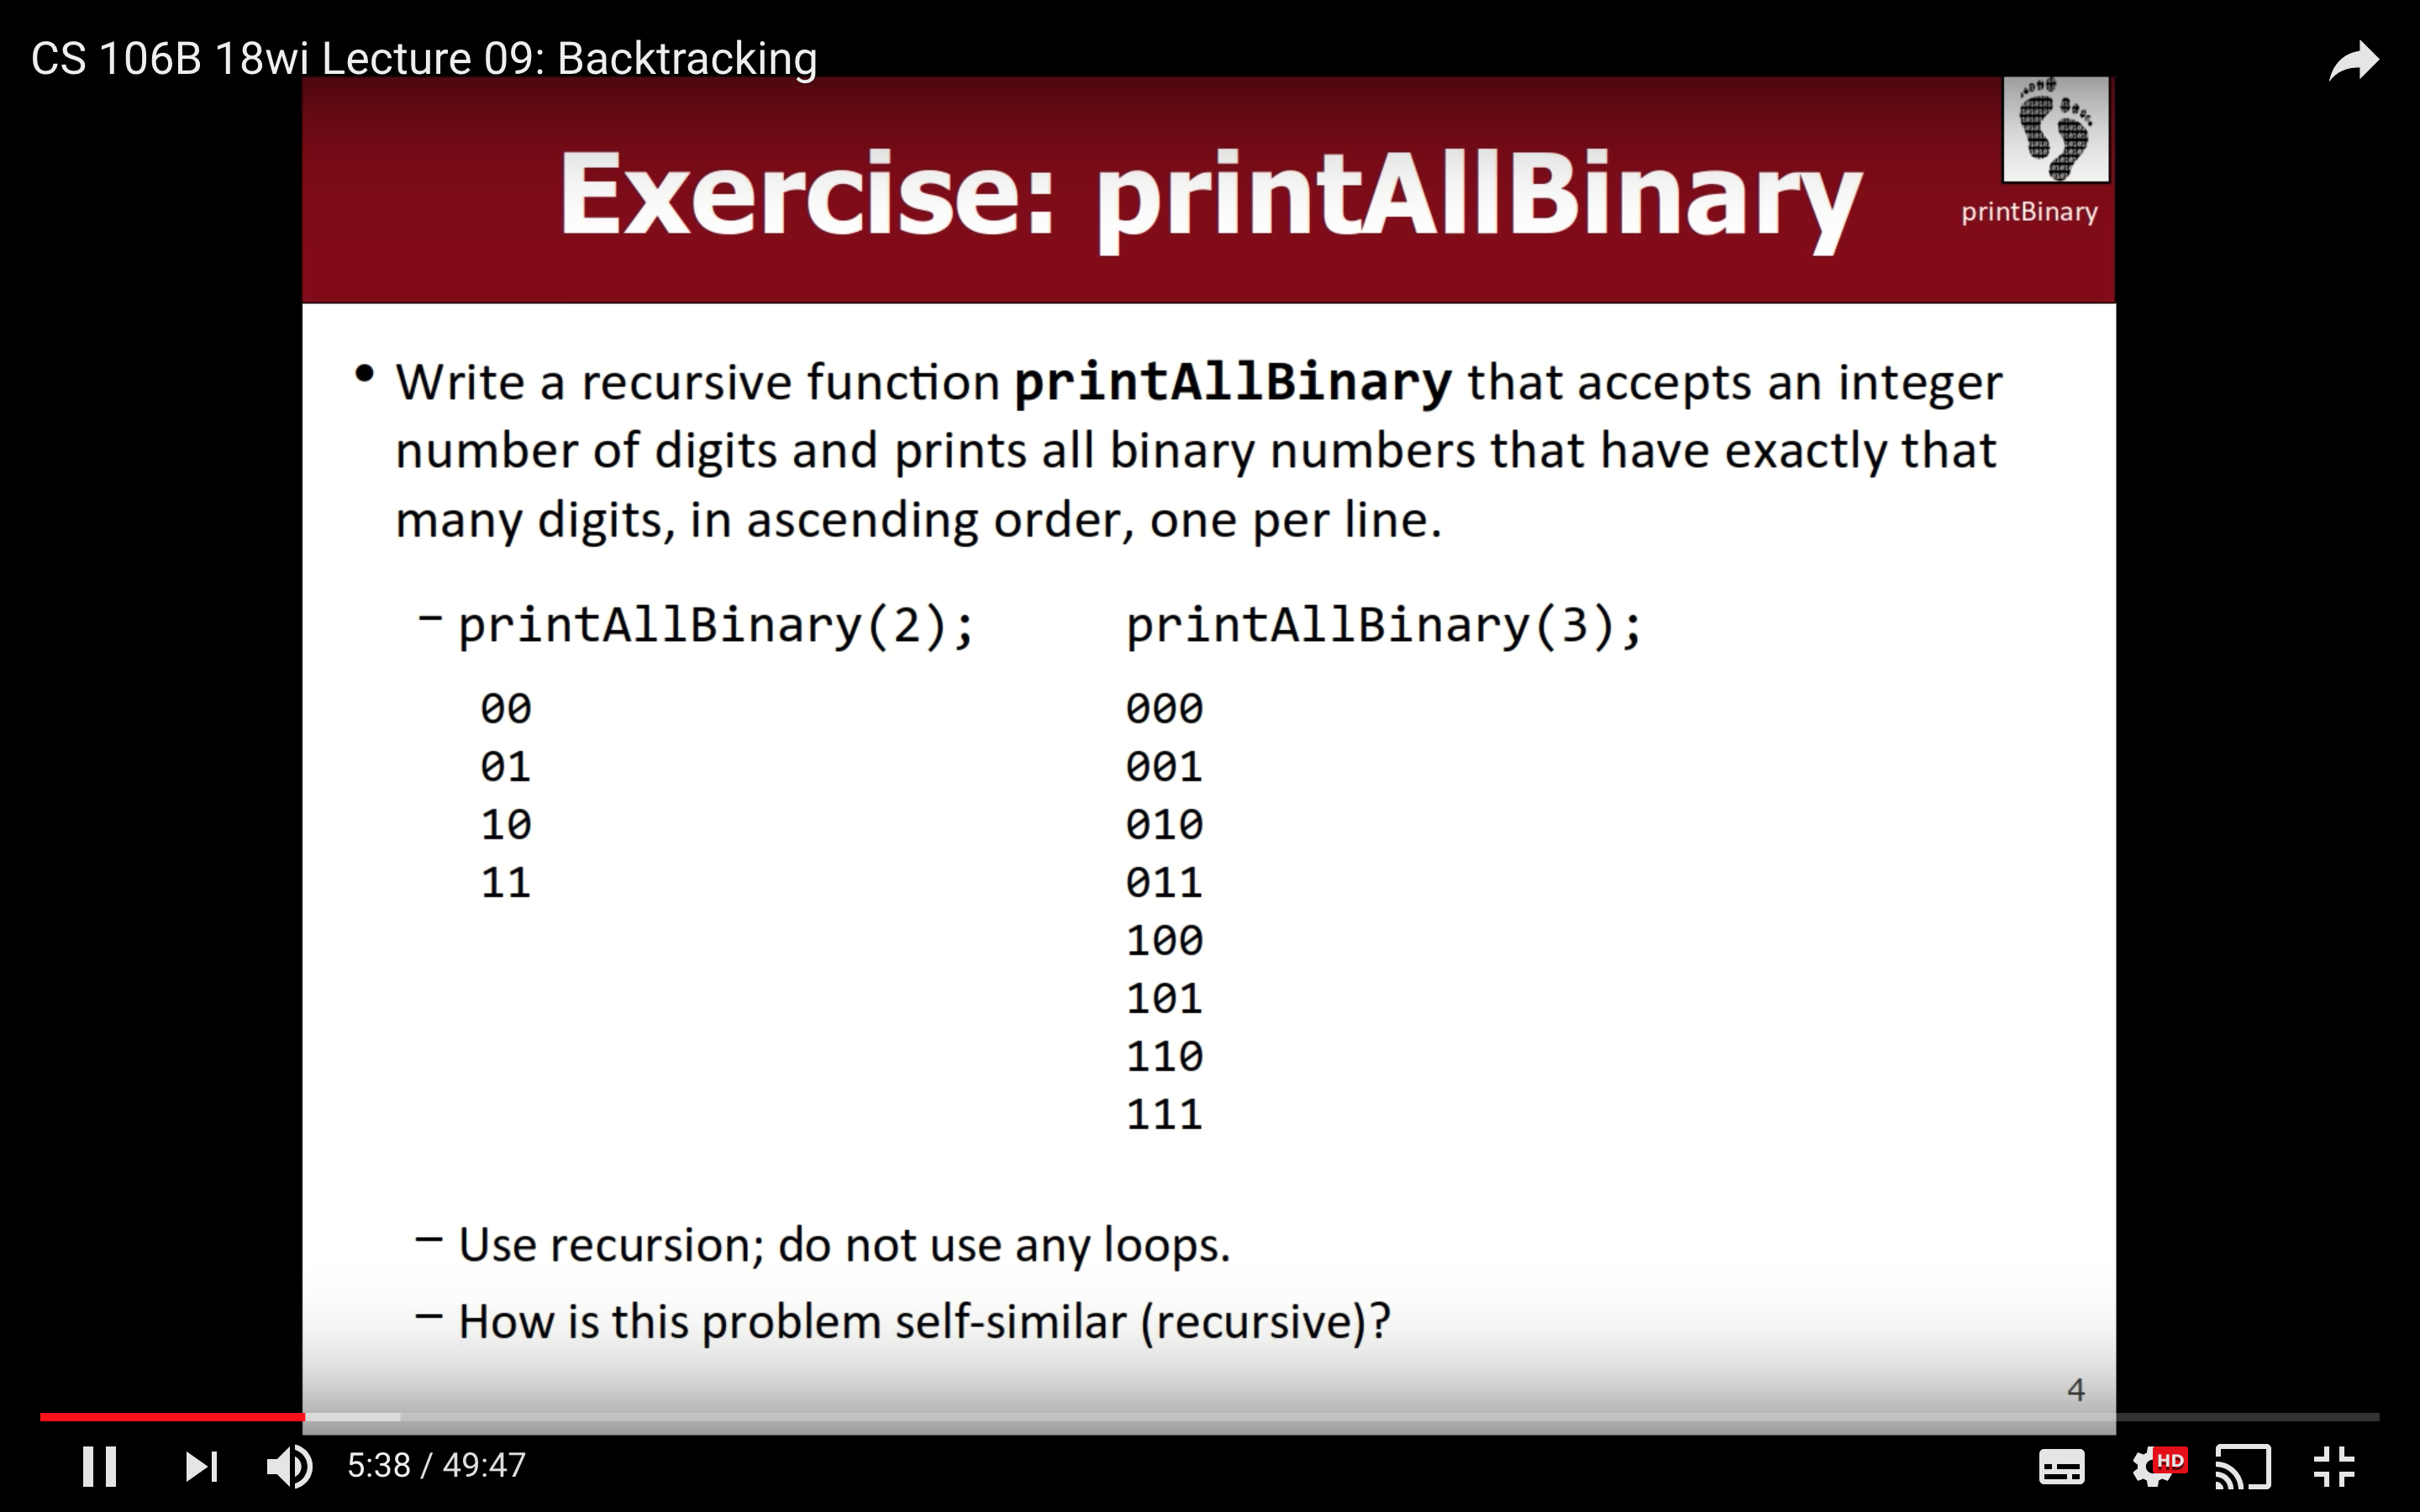 CS 106B 18wi Lecture 09: Backtracking
Exercise: printAllBinary
printBinary
• Write a recursive function printAllBinary that accepts an integer
number of digits and prints all binary numbers that have exactly that
many digits, in ascending order, one per line.
– printAllBinary(2); printAllBinary(3);
00 000
01 001
10 010
11 011
100
101
110
111
– Use recursion; do not use any loops.
– How is this problem self-similar (recursive)?
4
5:38 / 49:47
HD